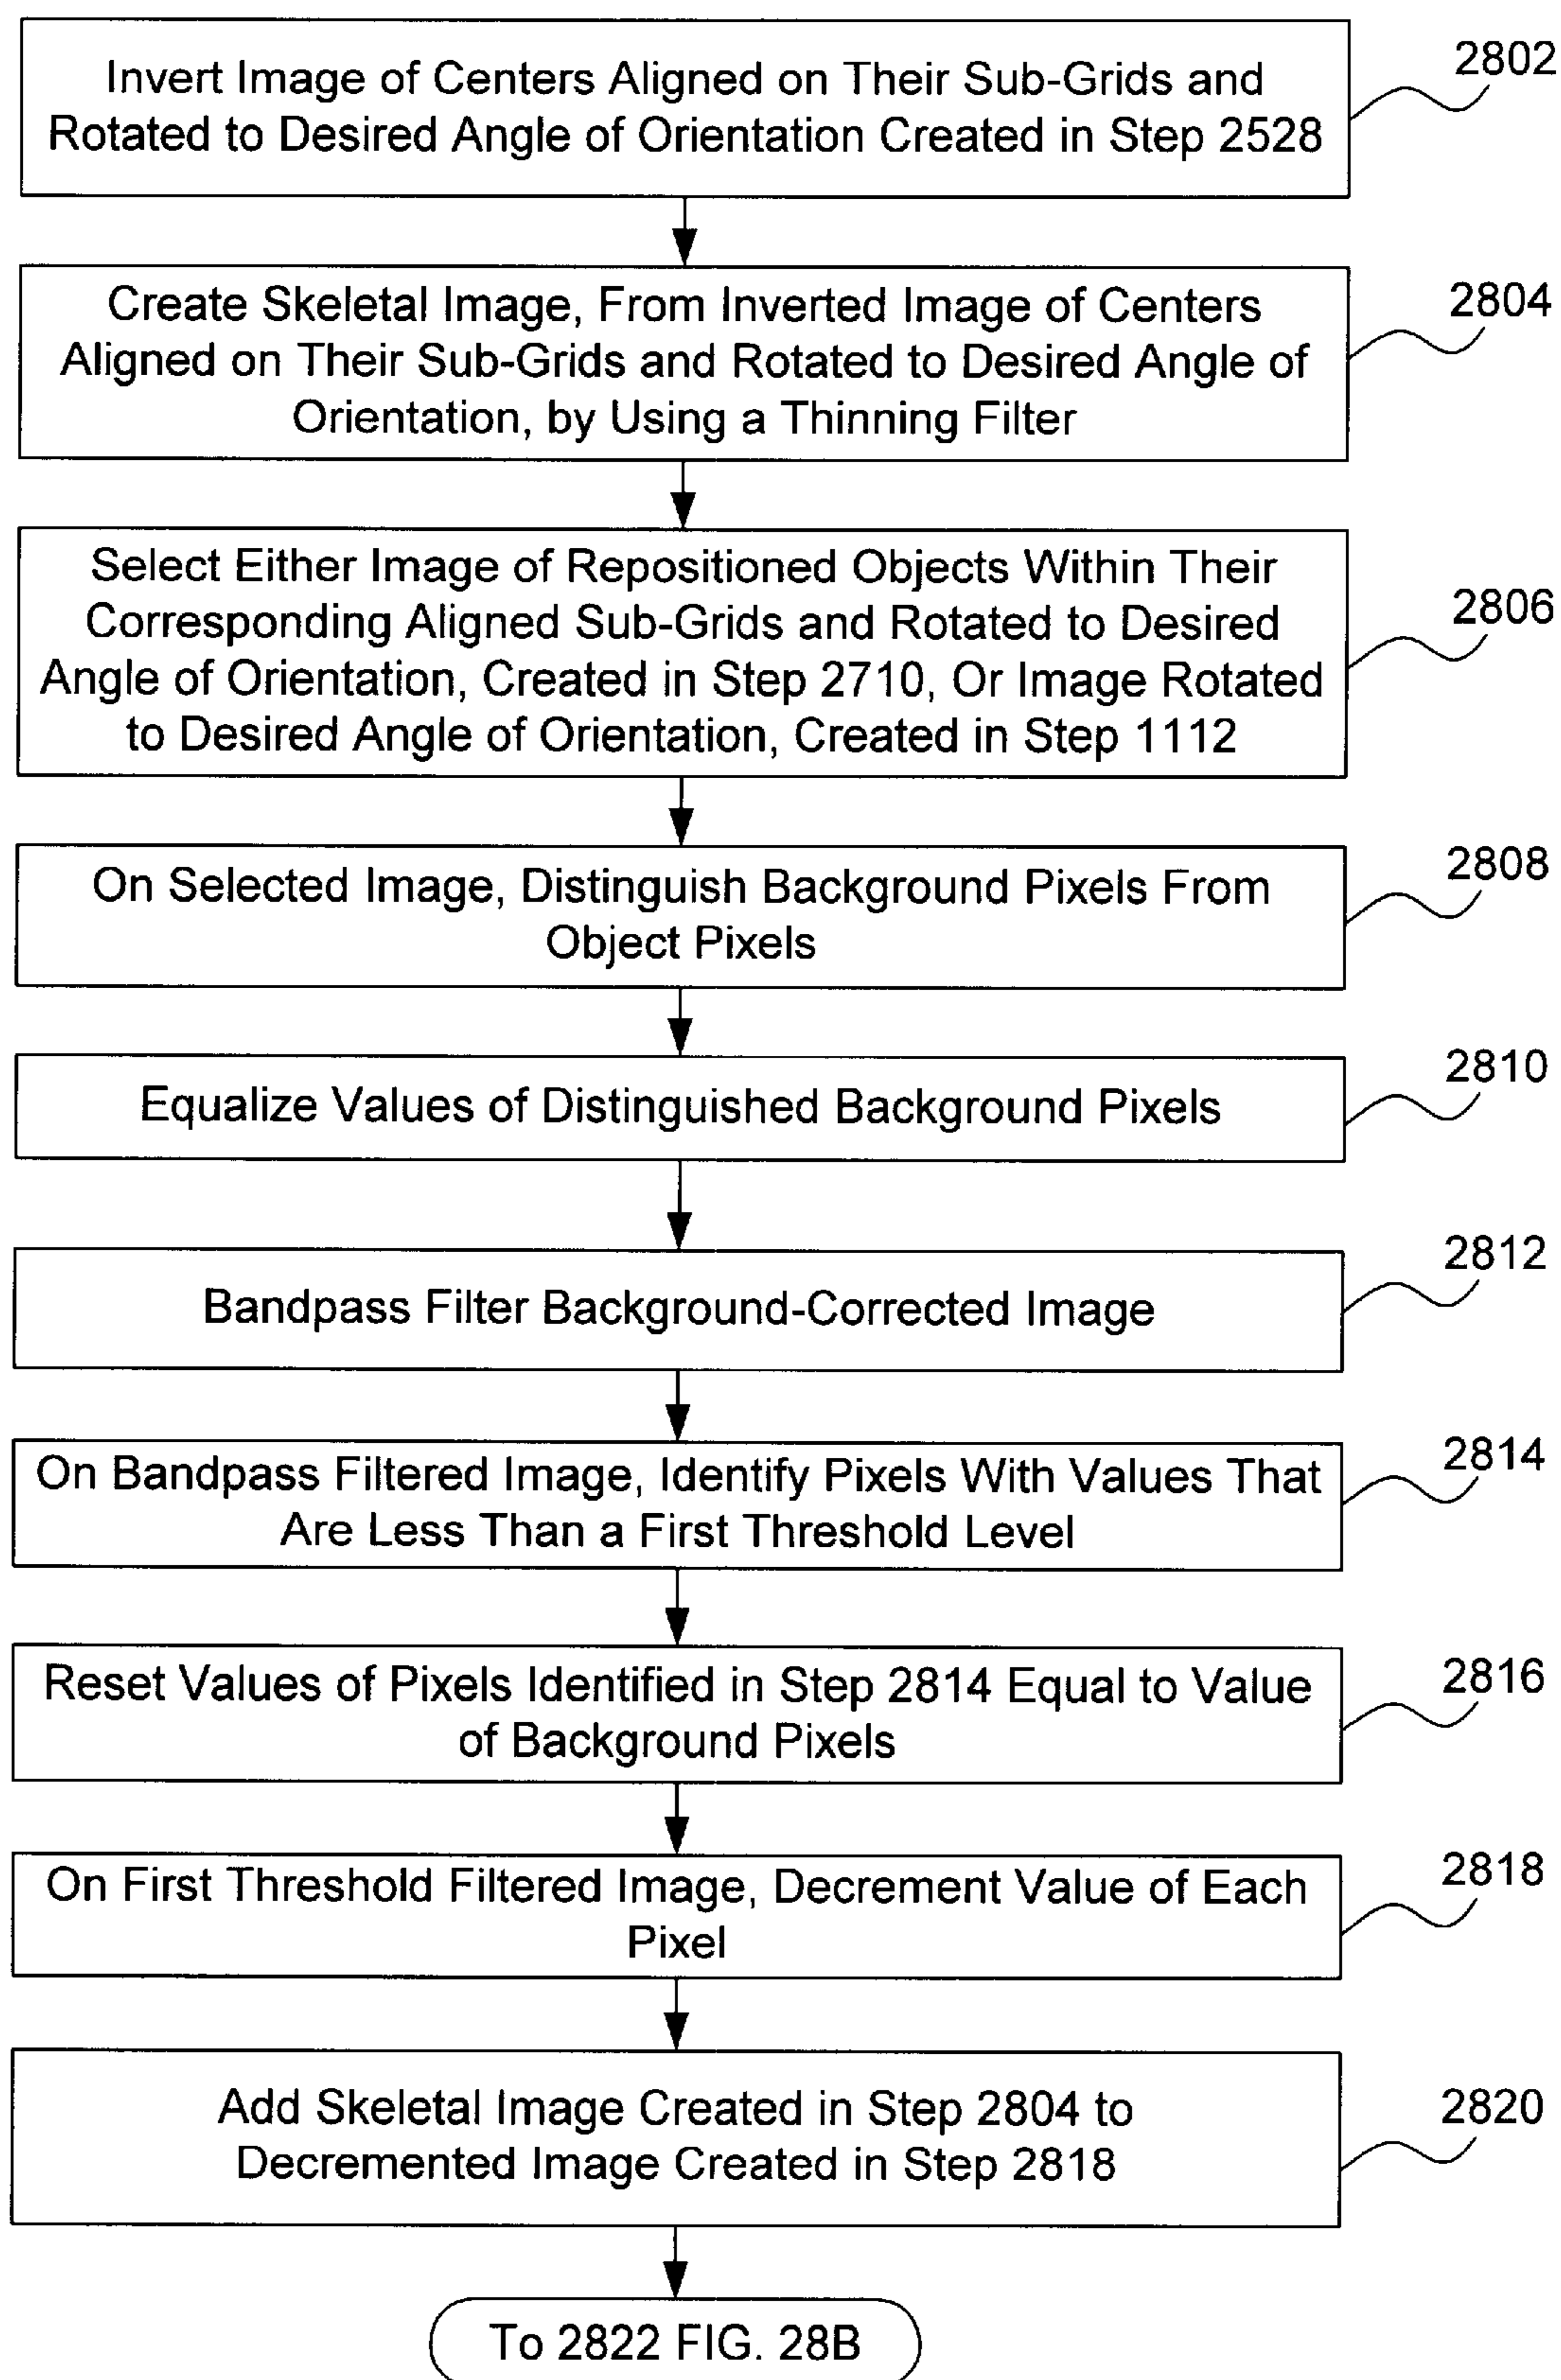 Invert Image of Centers Aligned on Their Sub-Grids and
Rotated to Desired Angle of Orientation Created in Step 2528
2802
Create Skeletal Image, From Inverted Image of Centers
Aligned on Their Sub-Grids and Rotated to Desired Angle of
Orientation, by Using a Thinning Filter
2804
Select Either Image of Repositioned Objects Within Their
Corresponding Aligned Sub-Grids and Rotated to Desired
Angle of Orientation, Created in Step 2710, Or Image Rotated
to Desired Angle of Orientation, Created in Step 1112
2806
On Selected Image, Distinguish Background Pixels From
Object Pixels
2808
Equalize Values of Distinguished Background Pixels
2810
Bandpass Filter Background-Corrected Image
2812
On Bandpass Filtered Image, Identify Pixels With Values That
Are Less Than a First Threshold Level
2814
Reset Values of Pixels Identified in Step 2814 Equal to Value
of Background Pixels
2816
On First Threshold Filtered Image, Decrement Value of Each
Pixel
2818
Add Skeletal Image Created in Step 2804 to
Decremented Image Created in Step 2818
2820
To 2822 FIG. 28B